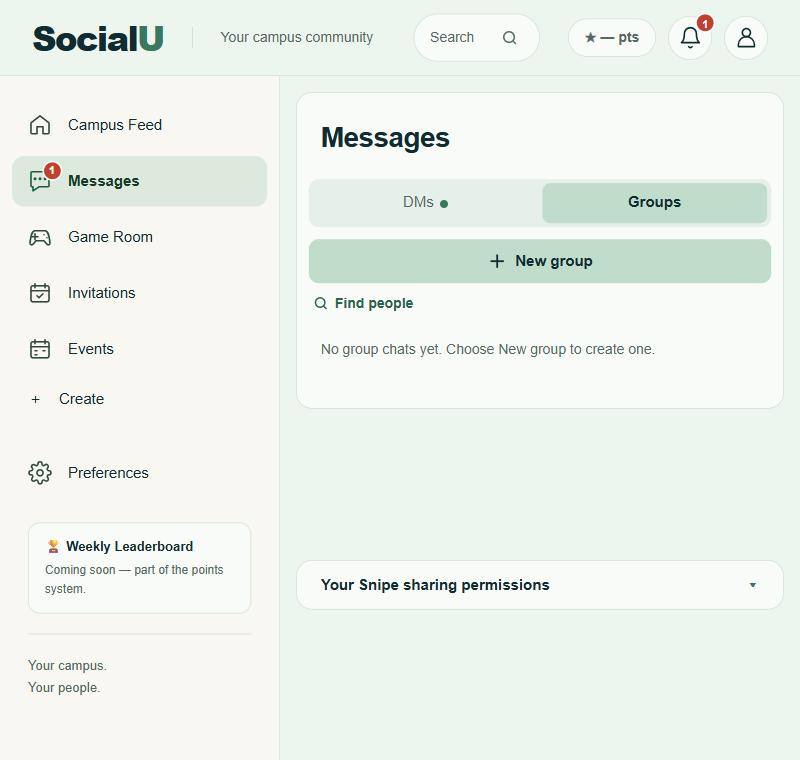 SocialU
Your campus community
Search
★ — pts
1
Campus Feed
1
Messages
Game Room
Invitations
Events
+ Create
Preferences
Weekly Leaderboard
Coming soon — part of the points
system.
Your campus.
Your people.
Messages
DMs
Groups
+ New group
Find people
No group chats yet. Choose New group to create one.
Your Snipe sharing permissions